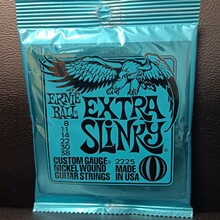 ERNIE BALL
EXTRA
SLINKY
8
11
14
22
30
38
CUSTOM GAUGE
NICKEL WOUND
GUITAR STRINGS
2225
MADE
IN USA